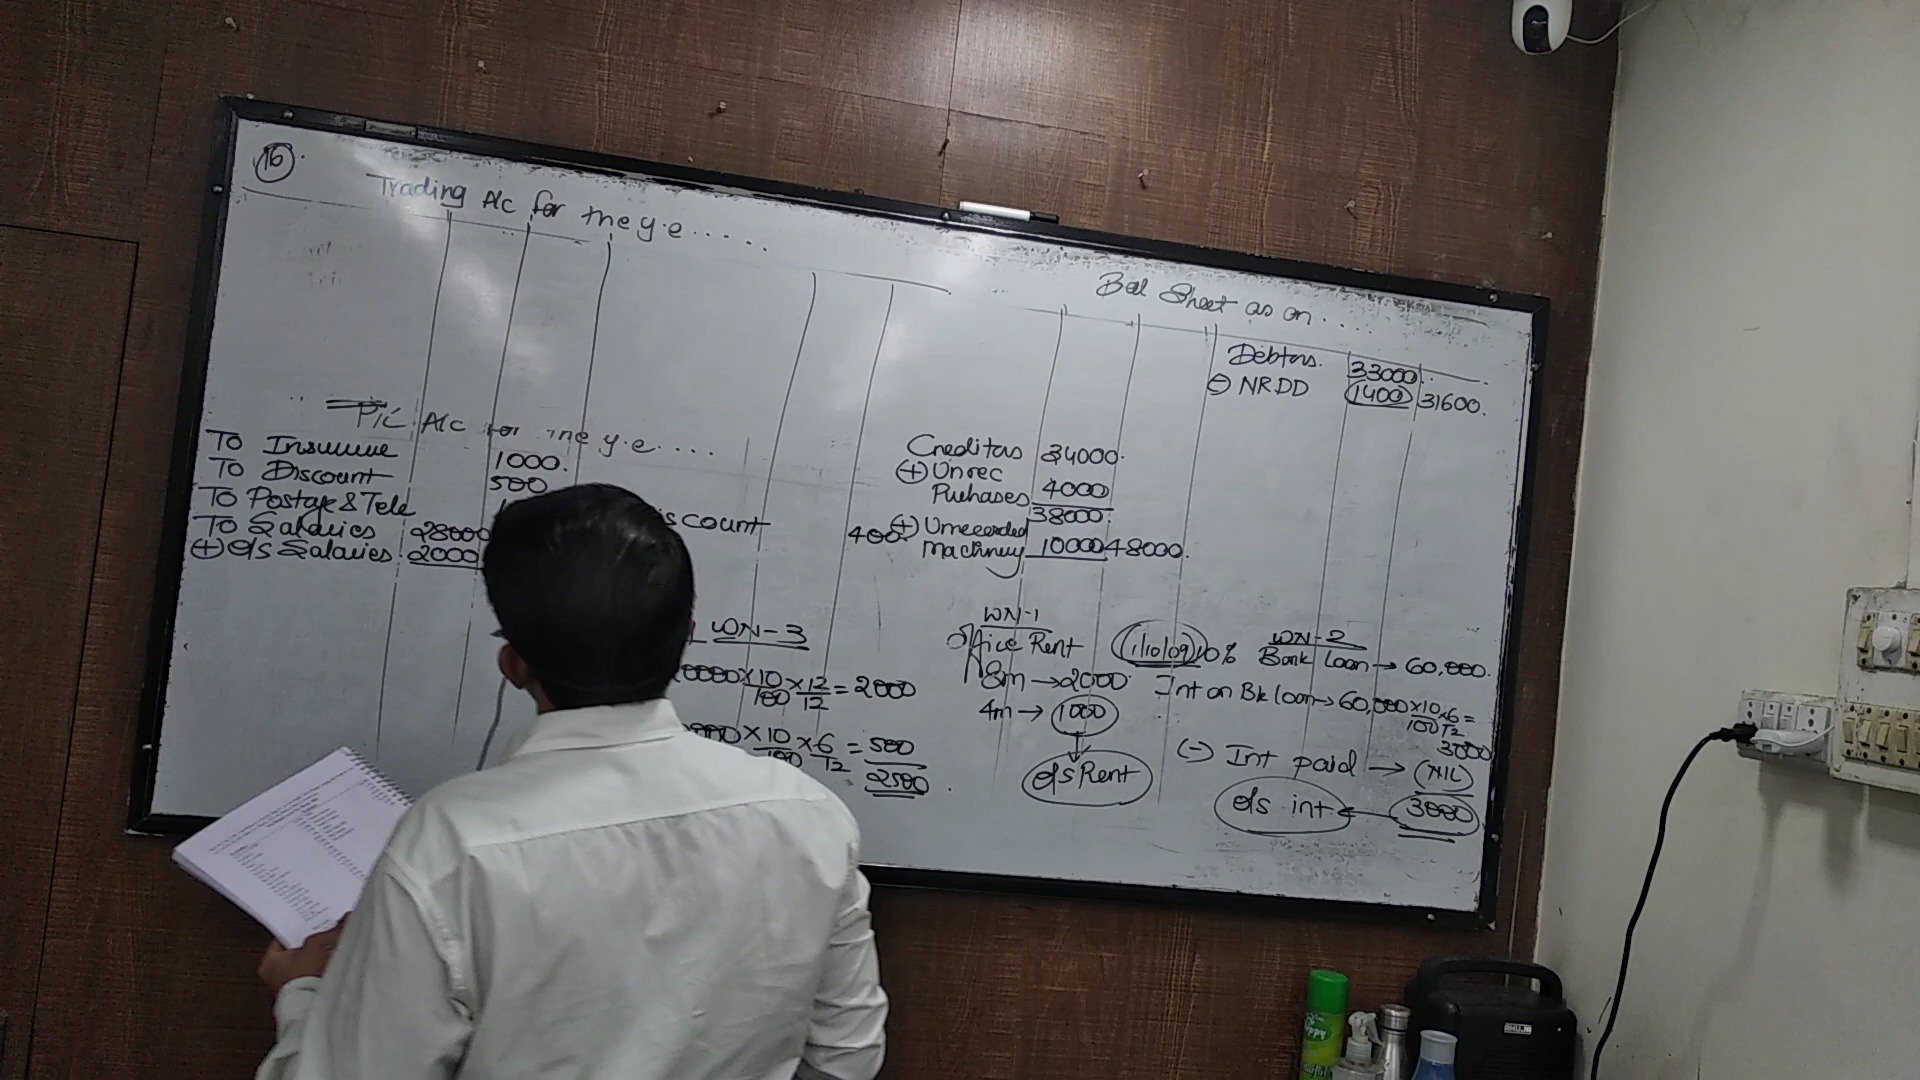 16
Trading A/c for the y.e.....
P/L A/c for the y.e....
To Insurance 1000.
To Discount 500
To Postage & Tele
To Salaries 28000
(+) O/s Salaries 2000
scount 400.
Bal Sheet as on....
Debtors. 33000
(-) NRDD (1400) 31600.
Creditors 34000.
(+) Unrec
Purhases 4000
38000.
(+) Unrecorded
Machinery 10000 48000.
WN-3
0000 × 10/100 × 12/12 = 2000
000 × 10/100 × 6/12 = 500
2500
WN-1
Office Rent
8m → 2000
4m → 1000
O/s Rent
WN-2
1/10/09 10% Bank Loan → 60,000.
Int on Bk Loan → 60,000 × 10/100 × 6/12 =
3000
(-) Int paid → (NIL)
O/s int ← 3000
AHUJA